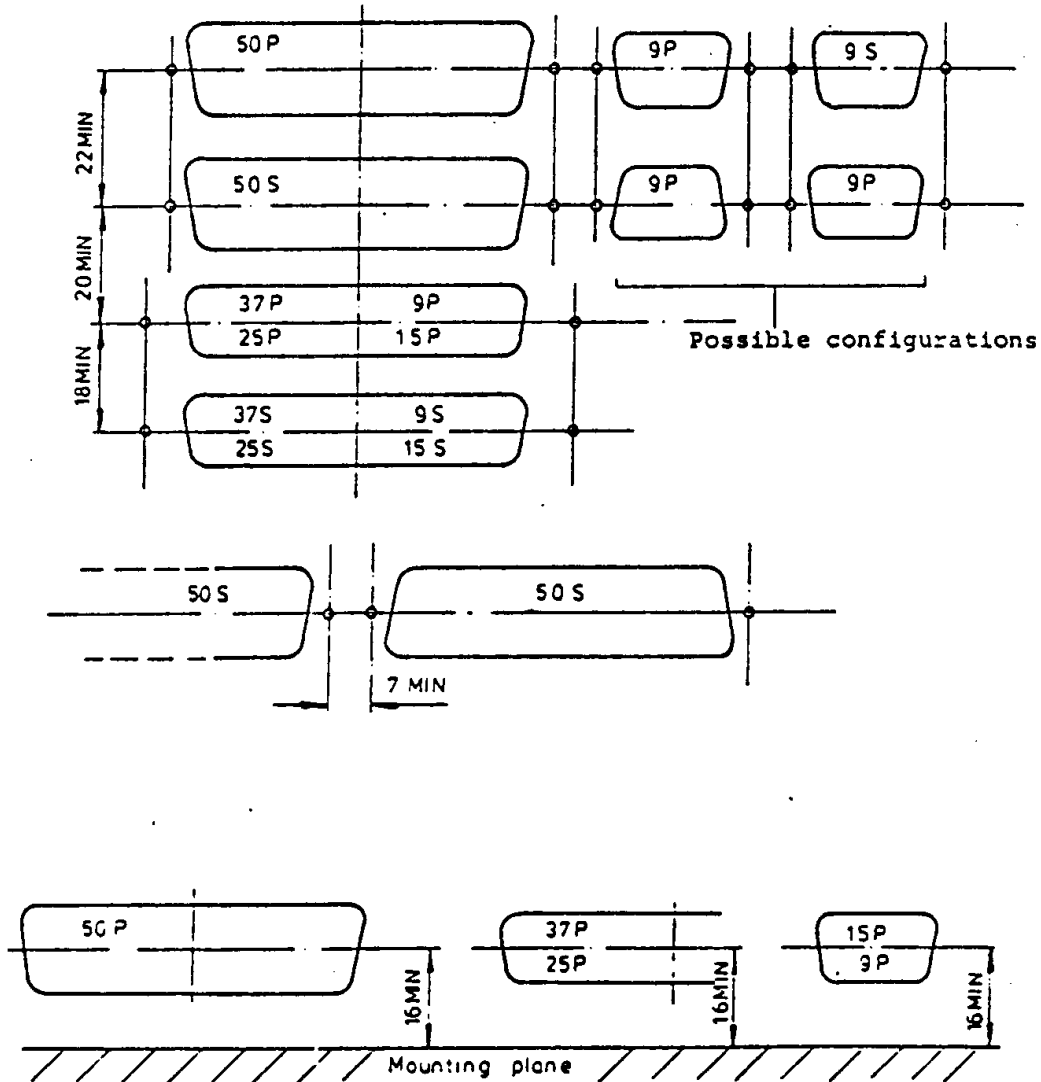 50P 9P 9S
22MIN
50S 9P 9P
20MIN
37P 9P
25P 15P
Possible configurations
18MIN
37S 9S
25S 15S
50S 50S
7 MIN
50P 37P 15P
25P 9P
16MIN 16MIN 16MIN
Mounting plane